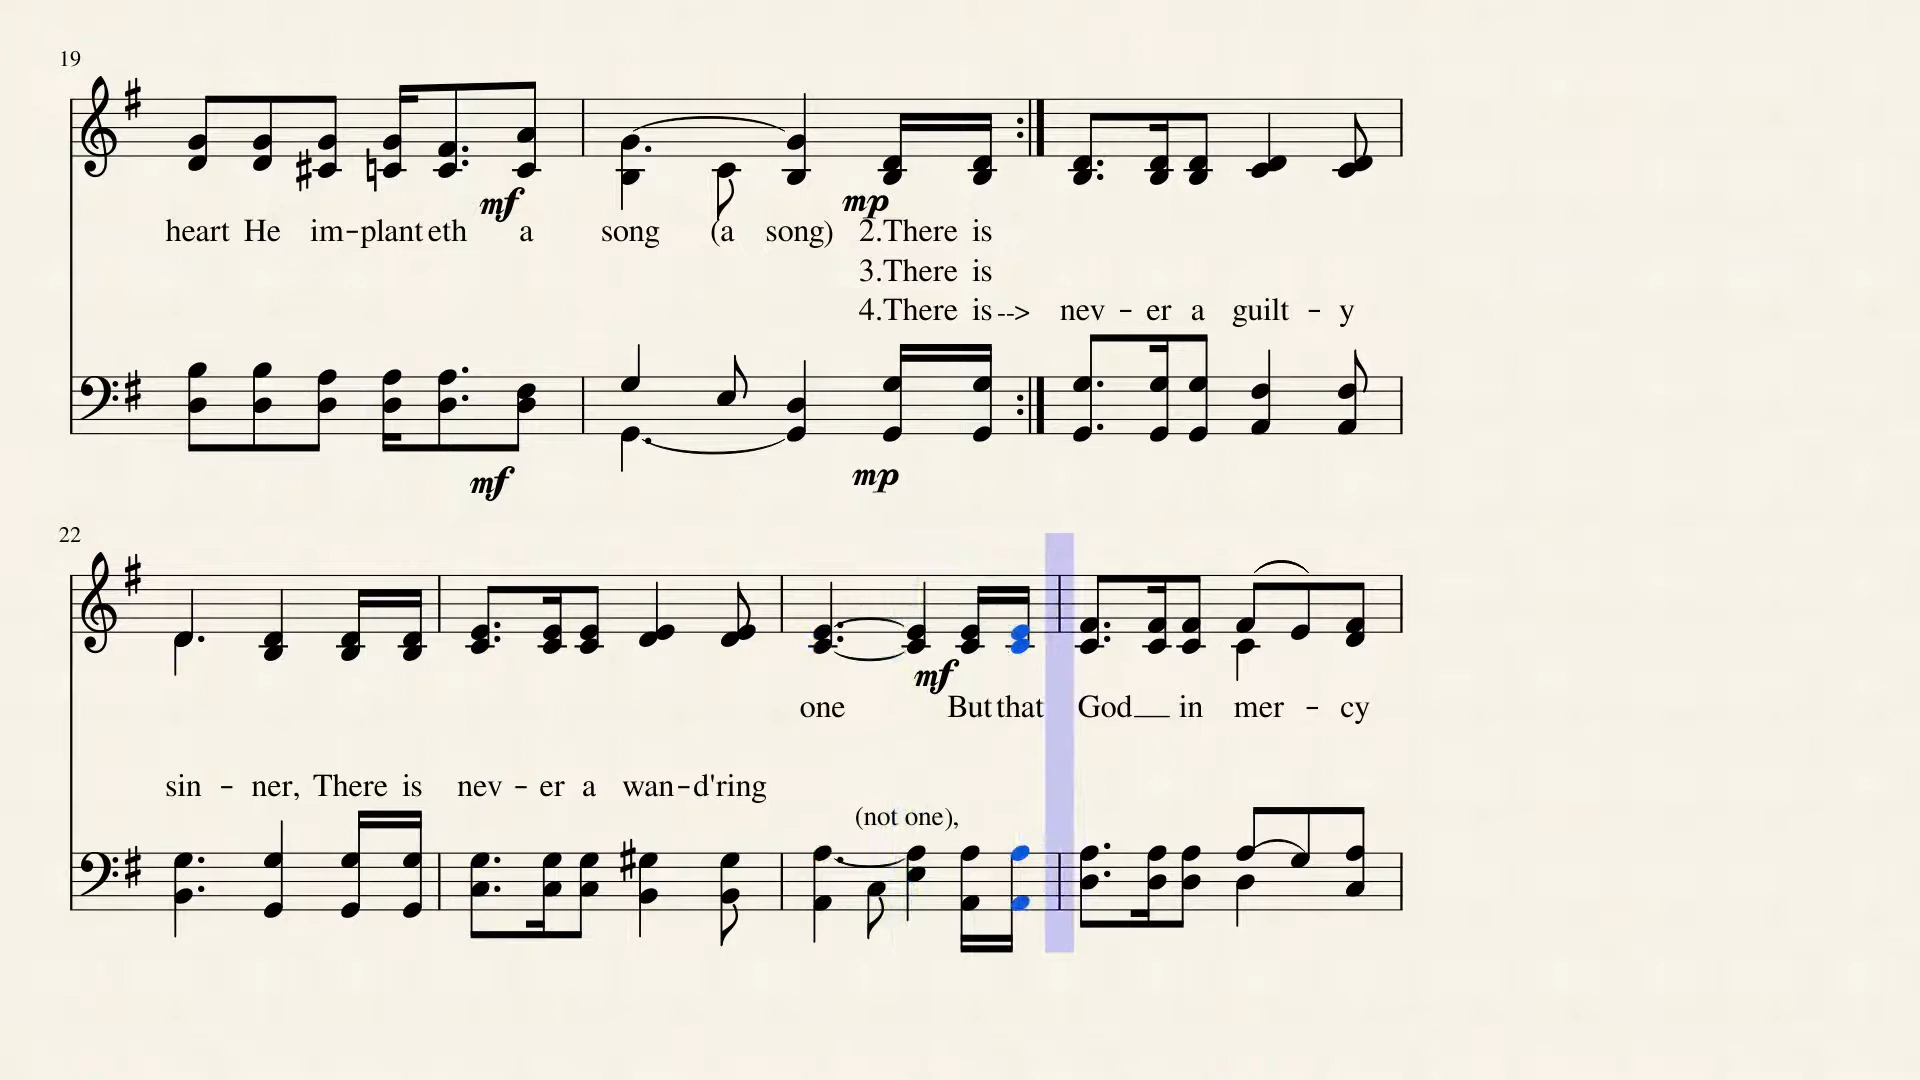 19
mf
heart He im-planteth a song (a song) 2.There is
mp
3.There is
4.There is--> nev - er a guilt - y
mf
mp
22
mf
one But that God__ in mer - cy
sin - ner, There is nev - er a wan-d'ring
(not one),